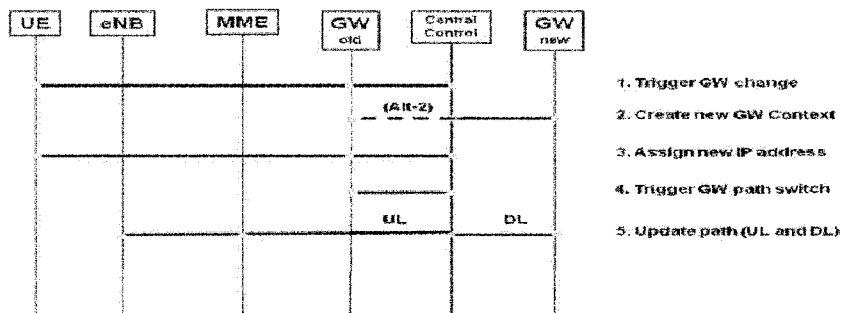 UE eNB MME GW Central GW
old Control new
1. Trigger GW change
(Alt-2)
2. Create new GW Context
3. Assign new IP address
4. Trigger GW path switch
UL DL
5. Update path (UL and DL)